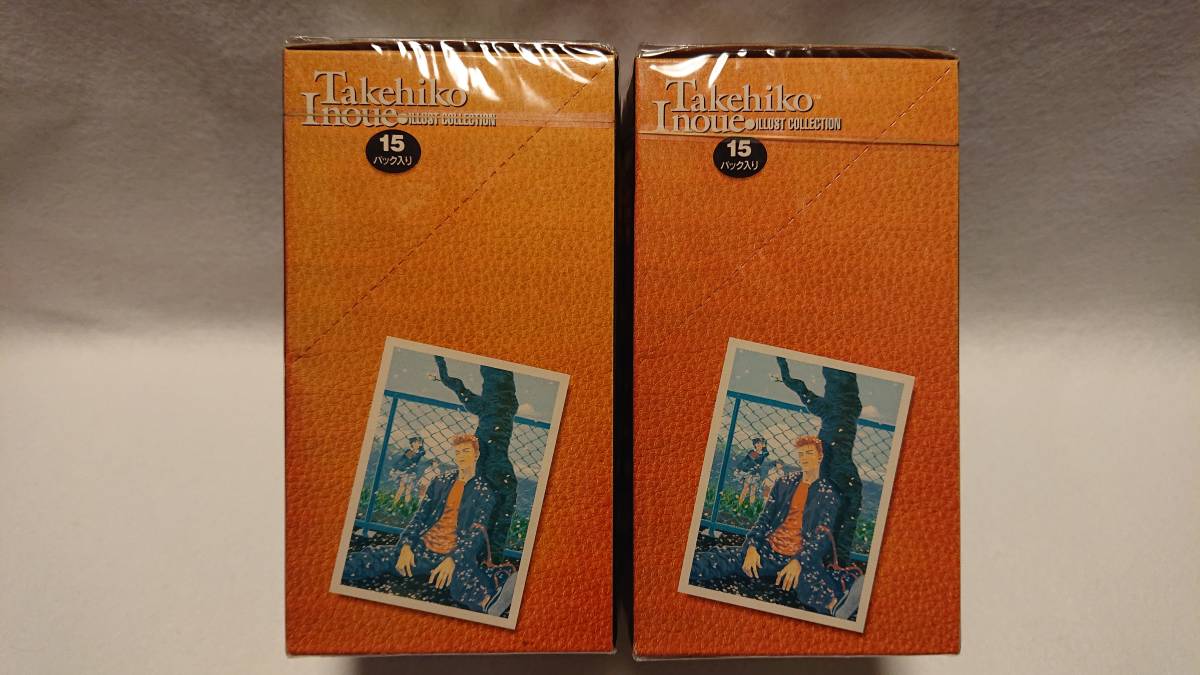 Takehiko
Inoue ILLUST COLLECTION
15
パック入り
Takehiko™
Inoue ILLUST COLLECTION
15
パック入り